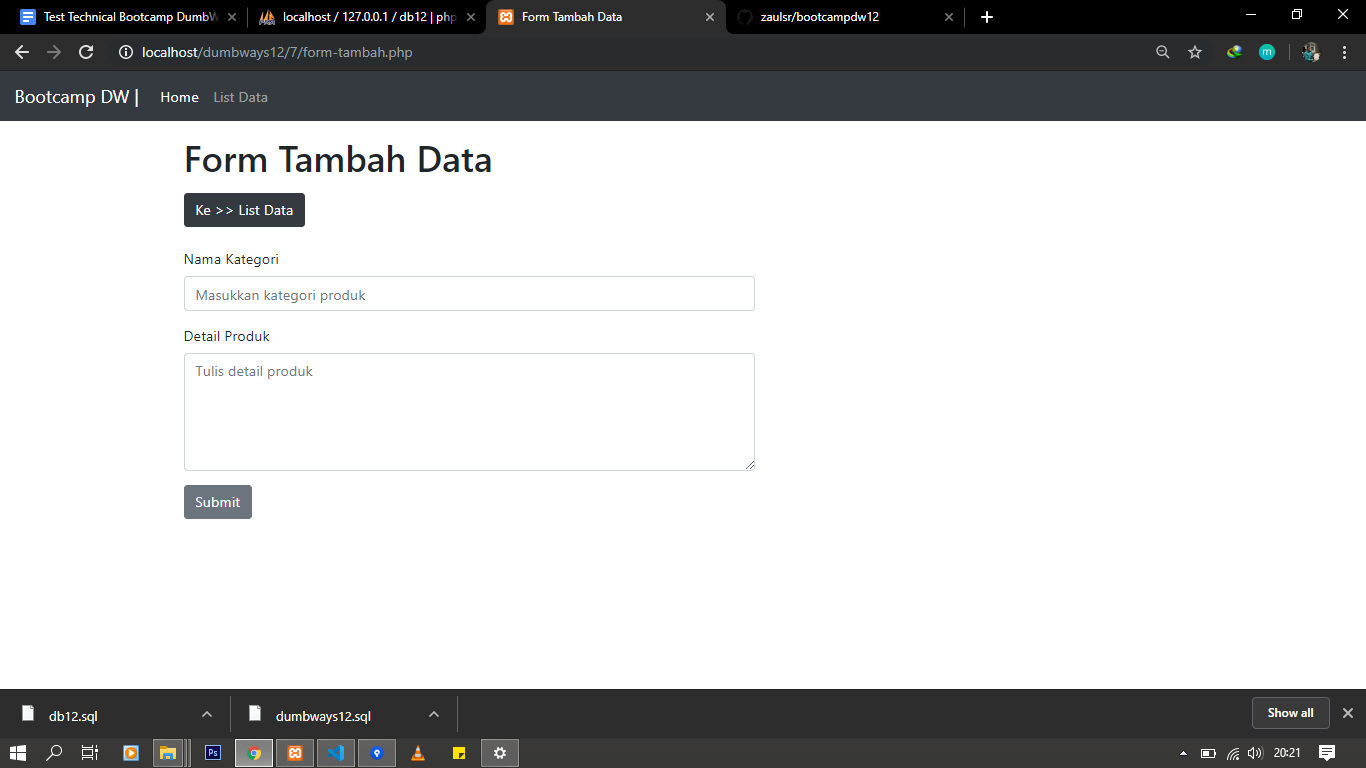 Test Technical Bootcamp DumbW
localhost / 127.0.0.1 / db12 | php
Form Tambah Data
zaulsr/bootcampdw12
localhost/dumbways12/7/form-tambah.php
m
Bootcamp DW |
Home
List Data
Form Tambah Data
Ke >> List Data
Nama Kategori
Masukkan kategori produk
Detail Produk
Tulis detail produk
Submit
db12.sql
dumbways12.sql
Show all
Ps
20:21